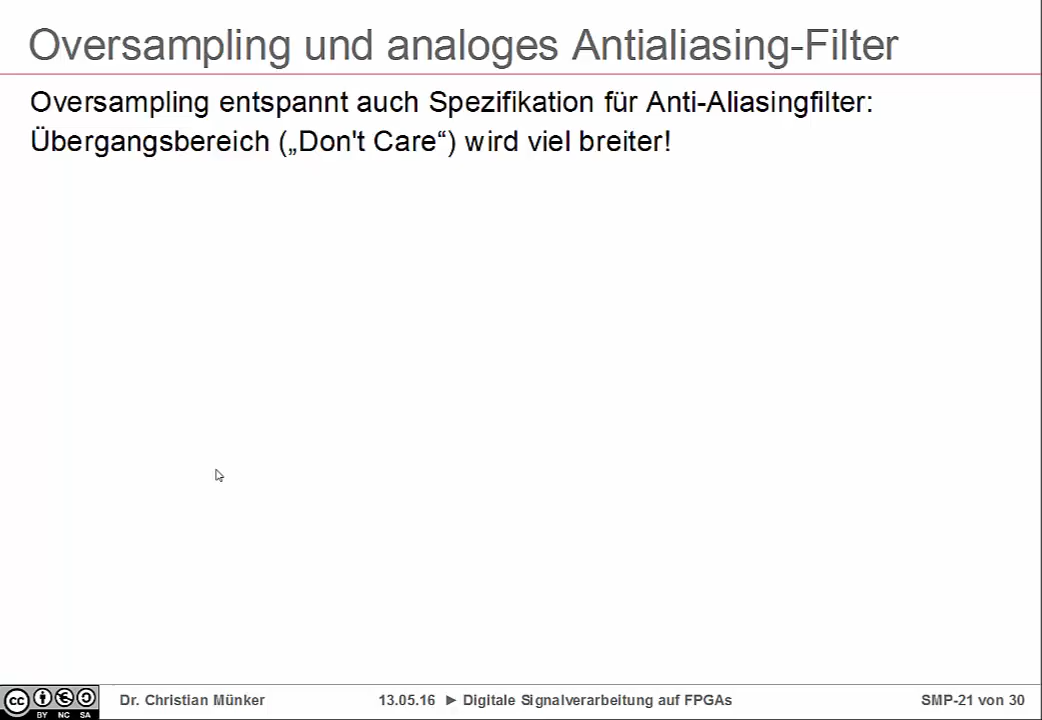 Oversampling und analoges Antialiasing-Filter
Oversampling entspannt auch Spezifikation für Anti-Aliasingfilter:
Übergangsbereich („Don't Care“) wird viel breiter!
cc BY NC SA
Dr. Christian Münker
13.05.16 ► Digitale Signalverarbeitung auf FPGAs
SMP-21 von 30